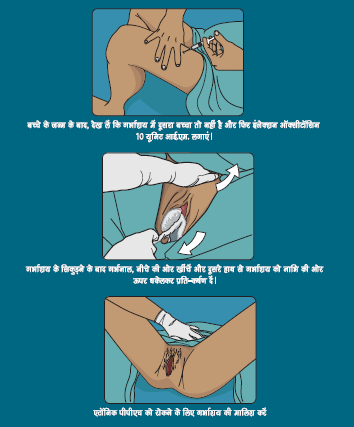 बच्चे के जन्म के बाद, देख लें कि गर्भाशय में दूसरा बच्चा तो नहीं है और फिर इंजेक्शन ऑक्सीटोसिन
10 यूनिट आई.एम. लगाएं।
गर्भाशय के सिकुड़ने के बाद गर्भनाल, नीचे की ओर खींचें और दूसरे हाथ से गर्भाशय को नाभि की ओर
ऊपर धकेलकर प्रति-कर्षण दें।
एटॉनिक पीपीएच को रोकने के लिए गर्भाशय की मालिश करें